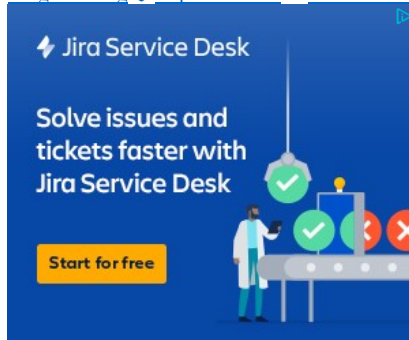 Jira Service Desk
Solve issues and
tickets faster with
Jira Service Desk
Start for free